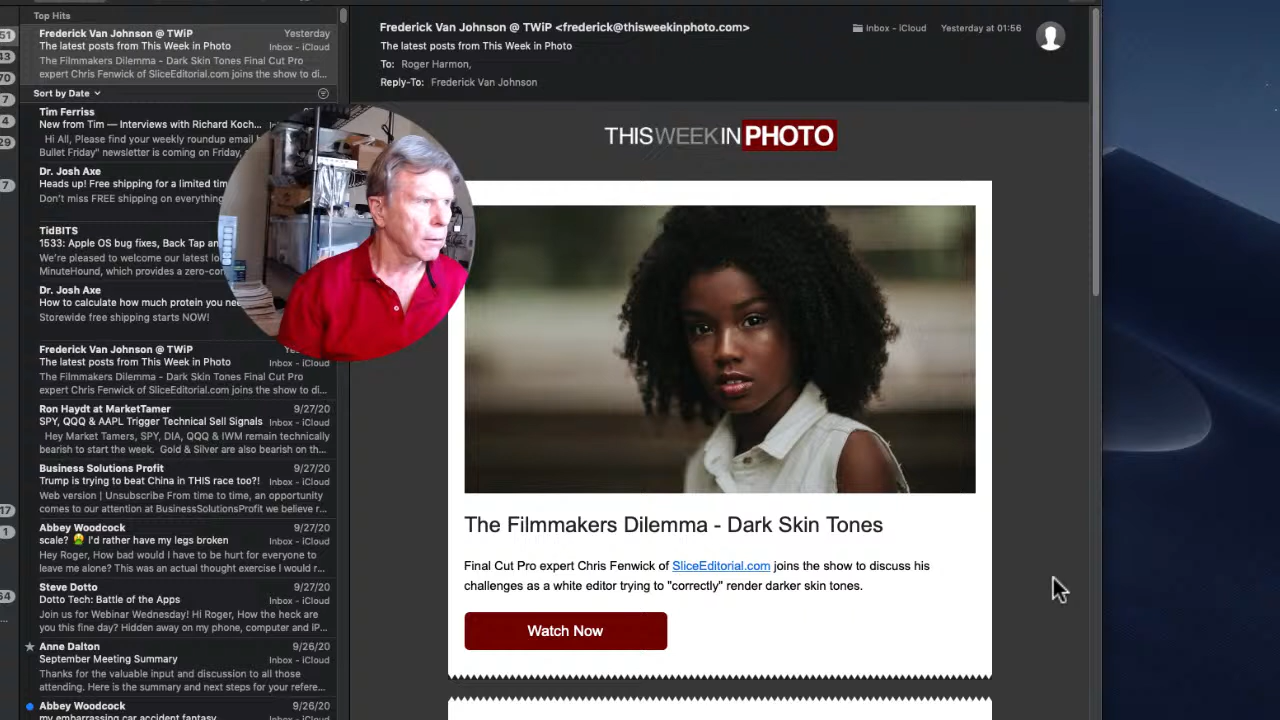 Top Hits
51
43
70
7
4
29
7
17
1
64
Frederick Van Johnson @ TWiP Yesterday
The latest posts from This Week in Photo Inbox - iCloud
The Filmmakers Dilemma - Dark Skin Tones Final Cut Pro
expert Chris Fenwick of SliceEditorial.com joins the show to di...
Sort by Date
Tim Ferriss
New from Tim — Interviews with Richard Koch...
Hi All, Please find your weekly roundup email
Bullet Friday" newsletter is coming on Friday,
Dr. Josh Axe
Heads up! Free shipping for a limited
Don't miss FREE shipping on everything
TidBITS
1533: Apple OS bug fixes, Back Tap an
We're pleased to welcome our latest
MinuteHound, which provides a zero-con
Dr. Josh Axe
How to calculate how much protein you
Storewide free shipping starts NOW!
Frederick Van Johnson @ TWiP
The latest posts from This Week in Photo Inbox - iCloud
The Filmmakers Dilemma - Dark Skin Tones Final Cut Pro
expert Chris Fenwick of SliceEditorial.com joins the show to di...
Ron Haydt at MarketTamer 9/27/20
SPY, QQQ & AAPL Trigger Technical Sell Signals Inbox - iCloud
Hey Market Tamers, SPY, DIA, QQQ & IWM remain technically
bearish to start the week. Gold & Silver are also bearish on th...
Business Solutions Profit 9/27/20
Trump is trying to beat China in THIS race too?! Inbox - iCloud
Web version | Unsubscribe From time to time, an opportunity
comes to our attention at BusinessSolutionsProfit we believe r...
Abbey Woodcock 9/27/20
scale? 🤮 I'd rather have my legs broken Inbox - iCloud
Hey Roger, How bad would I have to be hurt for everyone to
leave me alone? This was an actual thought exercise I would r...
Steve Dotto 9/27/20
Dotto Tech: Battle of the Apps Inbox - iCloud
Join us for Webinar Wednesday! Hi Roger, How the heck are
you this fine day? Hidden away on my phone, computer and iP...
Anne Dalton 9/26/20
September Meeting Summary Inbox - iCloud
Thanks for the valuable input and discussion to all those
attending. Here is the summary and next steps for your refere...
Abbey Woodcock 9/26/20
my embarrassing car accident fantasy Inbox - iCloud
Frederick Van Johnson @ TWiP <frederick@thisweekinphoto.com> Inbox - iCloud Yesterday at 01:56
The latest posts from This Week in Photo
To: Roger Harmon,
Reply-To: Frederick Van Johnson
THISWEEKINPHOTO
The Filmmakers Dilemma - Dark Skin Tones
Final Cut Pro expert Chris Fenwick of SliceEditorial.com joins the show to discuss his
challenges as a white editor trying to "correctly" render darker skin tones.
Watch Now